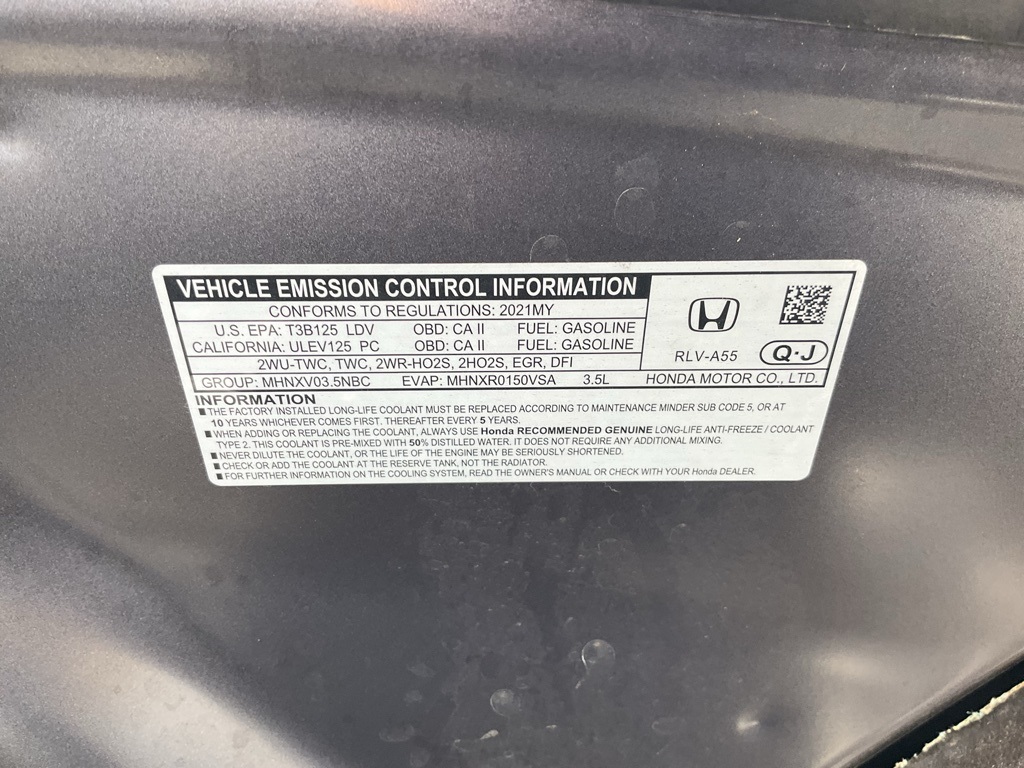 VEHICLE EMISSION CONTROL INFORMATION
CONFORMS TO REGULATIONS: 2021MY
U.S. EPA: T3B125 LDV OBD: CA II FUEL: GASOLINE
CALIFORNIA: ULEV125 PC OBD: CA II FUEL: GASOLINE
2WU-TWC, TWC, 2WR-HO2S, 2HO2S, EGR, DFI
RLV-A55 Q·J
GROUP: MHNXV03.5NBC EVAP: MHNXR0150VSA 3.5L HONDA MOTOR CO., LTD.
INFORMATION
■ THE FACTORY INSTALLED LONG-LIFE COOLANT MUST BE REPLACED ACCORDING TO MAINTENANCE MINDER SUB CODE 5, OR AT
10 YEARS WHICHEVER COMES FIRST. THEREAFTER EVERY 5 YEARS.
■ WHEN ADDING OR REPLACING THE COOLANT, ALWAYS USE Honda RECOMMENDED GENUINE LONG-LIFE ANTI-FREEZE / COOLANT
TYPE 2. THIS COOLANT IS PRE-MIXED WITH 50% DISTILLED WATER. IT DOES NOT REQUIRE ANY ADDITIONAL MIXING.
■ NEVER DILUTE THE COOLANT, OR THE LIFE OF THE ENGINE MAY BE SERIOUSLY SHORTENED.
■ CHECK OR ADD THE COOLANT AT THE RESERVE TANK, NOT THE RADIATOR.
■ FOR FURTHER INFORMATION ON THE COOLING SYSTEM, READ THE OWNER'S MANUAL OR CHECK WITH YOUR Honda DEALER.